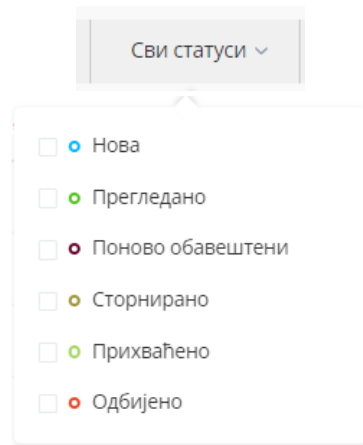 Сви статуси
Нова
Прегледано
Поново обавештени
Сторнирано
Прихваћено
Одбијено